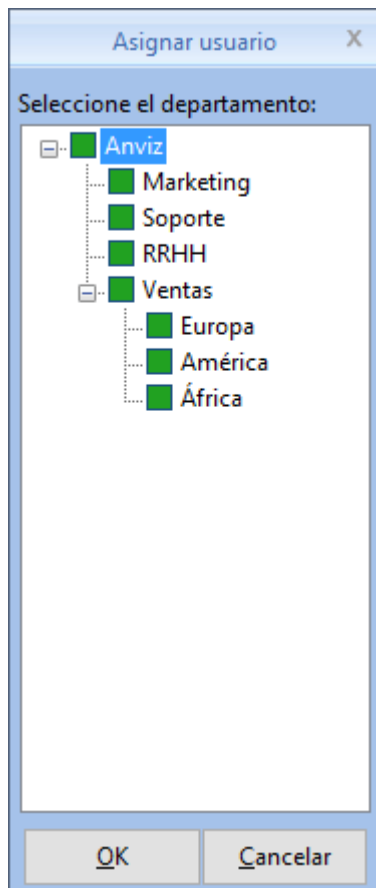 Asignar usuario
X
Seleccione el departamento:
Anviz
Marketing
Soporte
RRHH
Ventas
Europa
América
África
OK
Cancelar